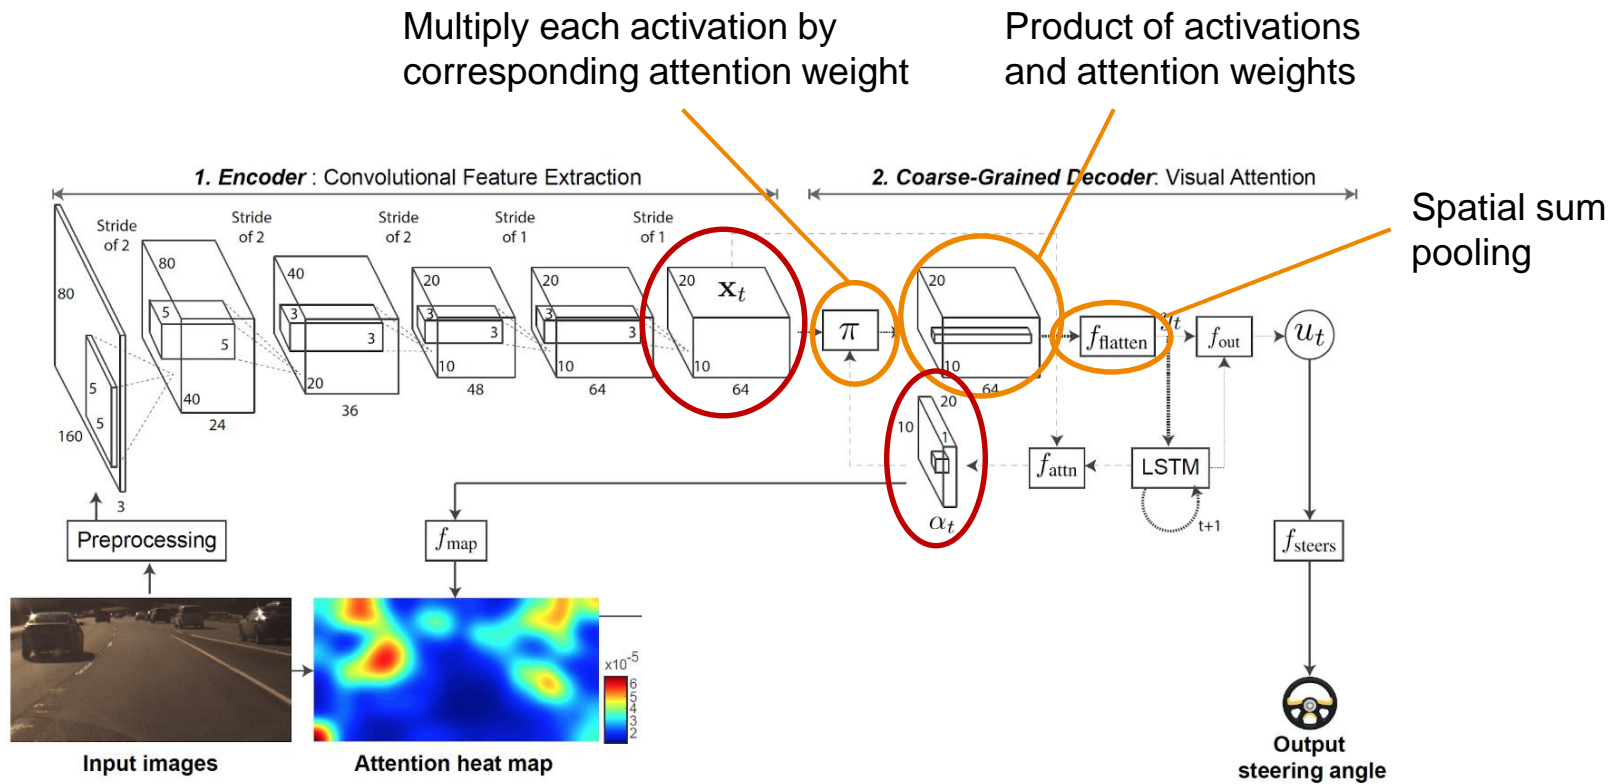 Multiply each activation by
corresponding attention weight
Product of activations
and attention weights
Spatial sum
pooling
1. Encoder : Convolutional Feature Extraction
2. Coarse-Grained Decoder: Visual Attention
Stride
of 2
Stride
of 2
Stride
of 2
Stride
of 1
Stride
of 1
80
5
5
160
3
80
5
5
40
24
40
3
3
20
36
20
3
3
10
48
20
3
3
10
64
20
x_t
10
64
π
20
10
64
f_flatten
y_t
f_out
u_t
20
10
1
α_t
f_attn
LSTM
t+1
Preprocessing
f_map
f_steers
x10^-5
6
5
4
3
2
Input images
Attention heat map
Output
steering angle